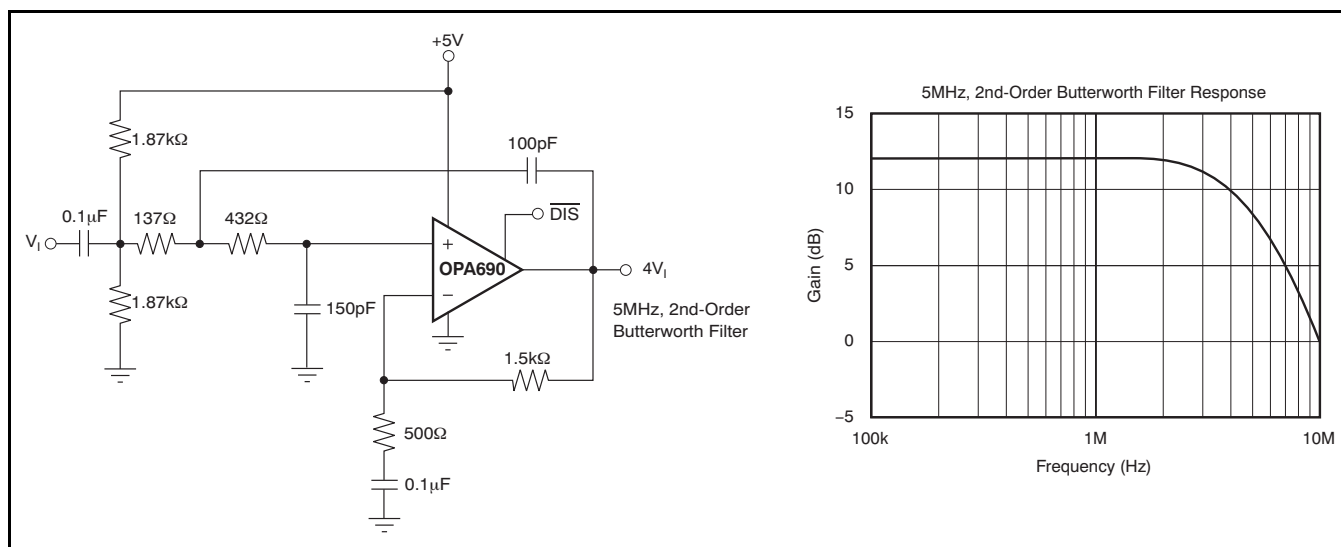 +5V
1.87kΩ
100pF
0.1μF
137Ω
432Ω
DIS
V_I
+
OPA690
4V_I
−
1.87kΩ
150pF
5MHz, 2nd-Order
Butterworth Filter
1.5kΩ
500Ω
0.1μF
5MHz, 2nd-Order Butterworth Filter Response
15
10
5
0
−5
Gain (dB)
100k
1M
10M
Frequency (Hz)